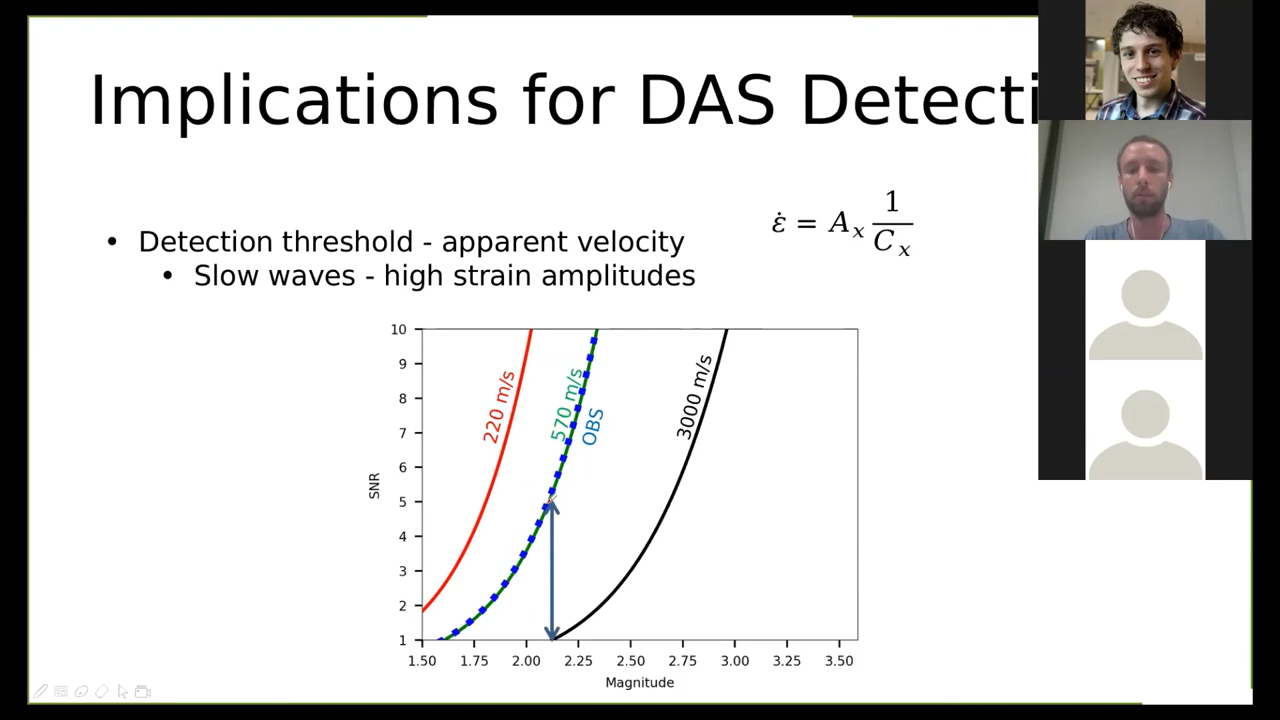 Implications for DAS Detecti
• Detection threshold - apparent velocity
• Slow waves - high strain amplitudes
ε̇ = Aₓ 1/Cₓ
10
9
8
7
6
5
4
3
2
1
SNR
220 m/s
570 m/s
OBS
3000 m/s
1.50 1.75 2.00 2.25 2.50 2.75 3.00 3.25 3.50
Magnitude